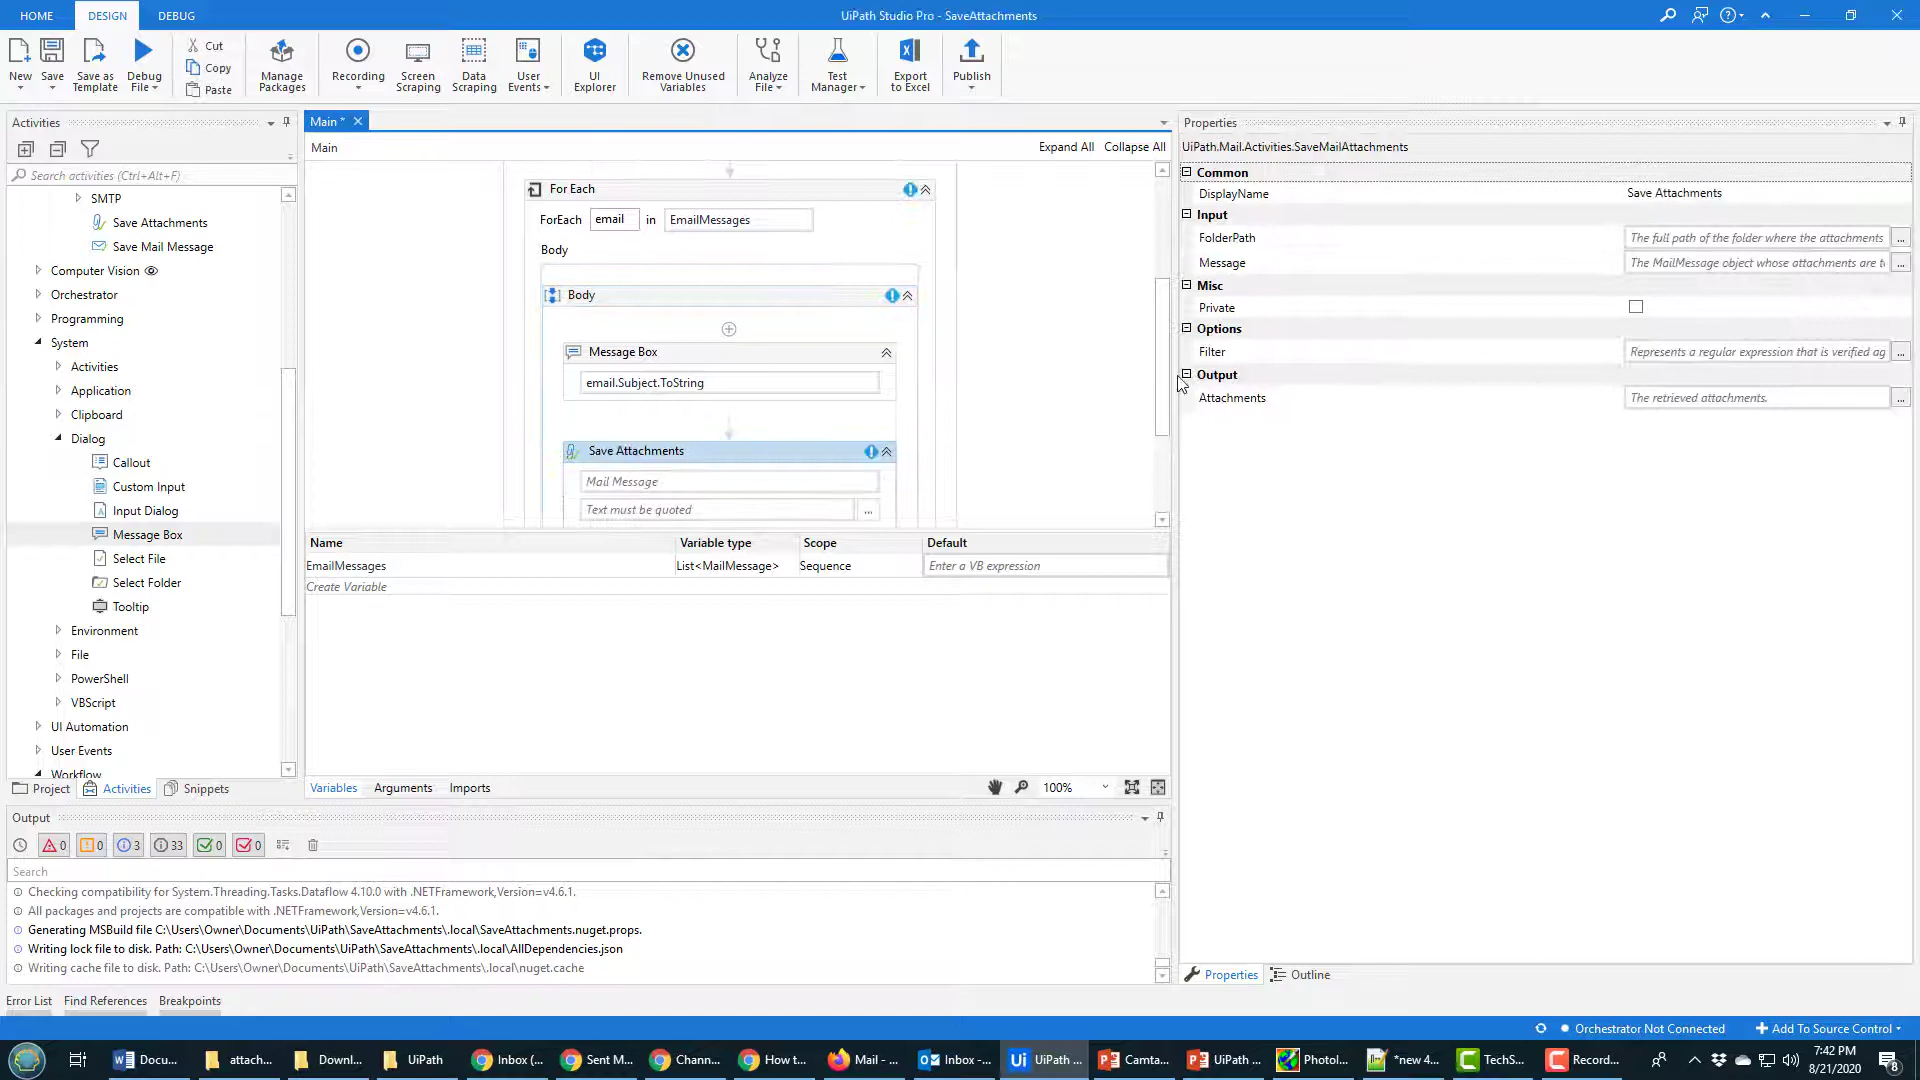 HOME
DESIGN
DEBUG
UiPath Studio Pro - SaveAttachments
New
Save
Save as Template
Debug File
Cut
Copy
Paste
Manage Packages
Recording
Screen Scraping
Data Scraping
User Events
UI Explorer
Remove Unused Variables
Analyze File
Test Manager
Export to Excel
Publish
Activities
Search activities (Ctrl+Alt+F)
SMTP
Save Attachments
Save Mail Message
Computer Vision
Orchestrator
Programming
System
Activities
Application
Clipboard
Dialog
Callout
Custom Input
Input Dialog
Message Box
Select File
Select Folder
Tooltip
Environment
File
PowerShell
VBScript
UI Automation
User Events
Workflow
Project
Activities
Snippets
Main *
Main
Expand All
Collapse All
For Each
ForEach email in EmailMessages
Body
Body
Message Box
email.Subject.ToString
Save Attachments
Mail Message
Text must be quoted
...
Name Variable type Scope Default
EmailMessages List<MailMessage> Sequence Enter a VB expression
Create Variable
Variables
Arguments
Imports
100%
Properties
UiPath.Mail.Activities.SaveMailAttachments
Common
DisplayName Save Attachments
Input
FolderPath The full path of the folder where the attachments ...
Message The MailMessage object whose attachments are t ...
Misc
Private
Options
Filter Represents a regular expression that is verified ag ...
Output
Attachments The retrieved attachments. ...
Properties
Outline
Output
0 0 3 33 0 0
Search
Checking compatibility for System.Threading.Tasks.Dataflow 4.10.0 with .NETFramework,Version=v4.6.1.
All packages and projects are compatible with .NETFramework,Version=v4.6.1.
Generating MSBuild file C:\Users\Owner\Documents\UiPath\SaveAttachments\.local\SaveAttachments.nuget.props.
Writing lock file to disk. Path: C:\Users\Owner\Documents\UiPath\SaveAttachments\.local\AllDependencies.json
Writing cache file to disk. Path: C:\Users\Owner\Documents\UiPath\SaveAttachments\.local\nuget.cache
Error List
Find References
Breakpoints
Orchestrator Not Connected
Add To Source Control
Docu...
attach...
Downl...
UiPath
Inbox (...
Sent M...
Chann...
How t...
Mail - ...
Inbox -...
UiPath ...
Camta...
UiPath ...
Photol...
*new 4...
TechS...
Record...
7:42 PM
8/21/2020
8